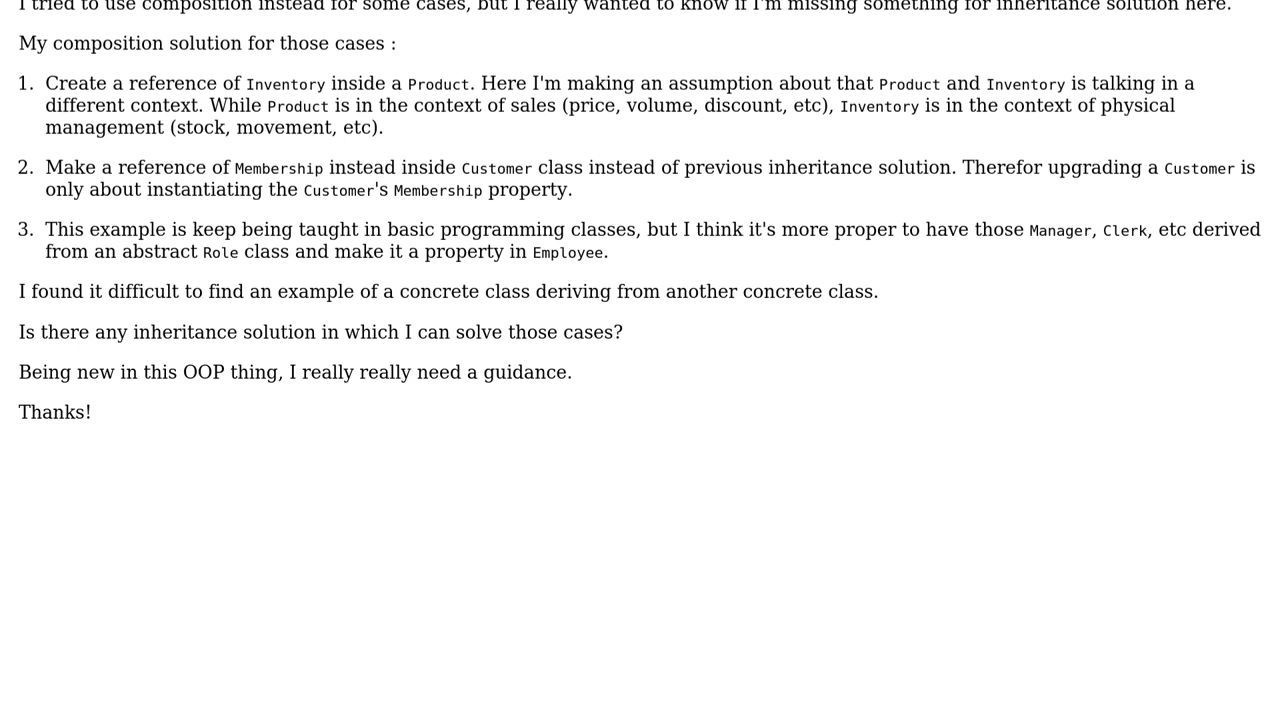 I tried to use composition instead for some cases, but I really wanted to know if I'm missing something for inheritance solution here.
My composition solution for those cases :
1. Create a reference of Inventory inside a Product. Here I'm making an assumption about that Product and Inventory is talking in a
different context. While Product is in the context of sales (price, volume, discount, etc), Inventory is in the context of physical
management (stock, movement, etc).
2. Make a reference of Membership instead inside Customer class instead of previous inheritance solution. Therefor upgrading a Customer is
only about instantiating the Customer's Membership property.
3. This example is keep being taught in basic programming classes, but I think it's more proper to have those Manager, Clerk, etc derived
from an abstract Role class and make it a property in Employee.
I found it difficult to find an example of a concrete class deriving from another concrete class.
Is there any inheritance solution in which I can solve those cases?
Being new in this OOP thing, I really really need a guidance.
Thanks!